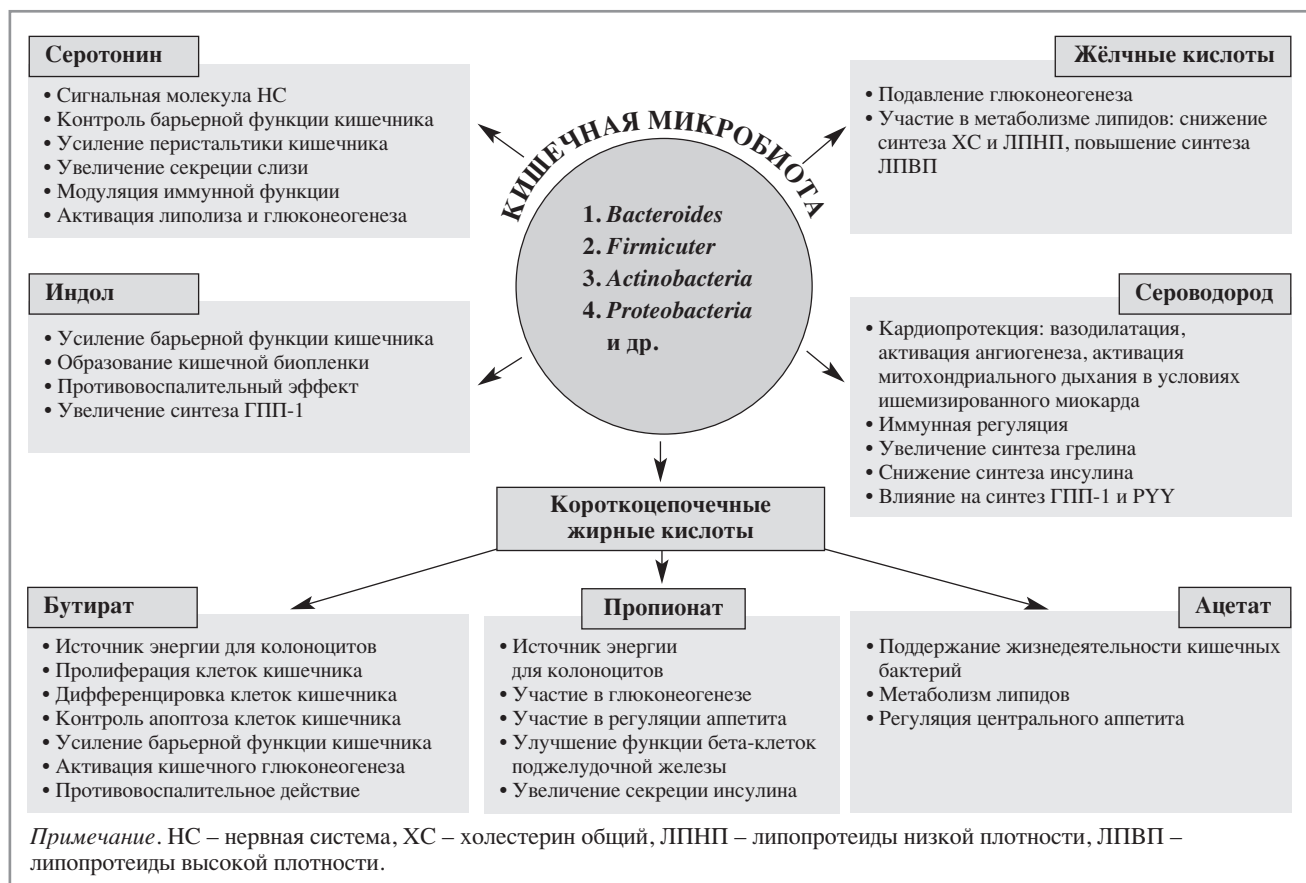 Серотонин
• Сигнальная молекула НС
• Контроль барьерной функции кишечника
• Усиление перистальтики кишечника
• Увеличение секреции слизи
• Модуляция иммунной функции
• Активация липолиза и глюконеогенеза
Жёлчные кислоты
• Подавление глюконеогенеза
• Участие в метаболизме липидов: снижение
синтеза ХС и ЛПНП, повышение синтеза
ЛПВП
КИШЕЧНАЯ МИКРОБИОТА
1. Bacteroides
2. Firmicuter
3. Actinobacteria
4. Proteobacteria
и др.
Индол
• Усиление барьерной функции кишечника
• Образование кишечной биопленки
• Противовоспалительный эффект
• Увеличение синтеза ГПП-1
Сероводород
• Кардиопротекция: вазодилатация,
активация ангиогенеза, активация
митохондриального дыхания в условиях
ишемизированного миокарда
• Иммунная регуляция
• Увеличение синтеза грелина
• Снижение синтеза инсулина
• Влияние на синтез ГПП-1 и PYY
Короткоцепочечные
жирные кислоты
Бутират
• Источник энергии для колоноцитов
• Пролиферация клеток кишечника
• Дифференцировка клеток кишечника
• Контроль апоптоза клеток кишечника
• Усиление барьерной функции кишечника
• Активация кишечного глюконеогенеза
• Противовоспалительное действие
Пропионат
• Источник энергии
для колоноцитов
• Участие в глюконеогенезе
• Участие в регуляции аппетита
• Улучшение функции бета-клеток
поджелудочной железы
• Увеличение секреции инсулина
Ацетат
• Поддержание жизнедеятельности кишечных
бактерий
• Метаболизм липидов
• Регуляция центрального аппетита
Примечание. НС – нервная система, ХС – холестерин общий, ЛПНП – липопротеиды низкой плотности, ЛПВП –
липопротеиды высокой плотности.